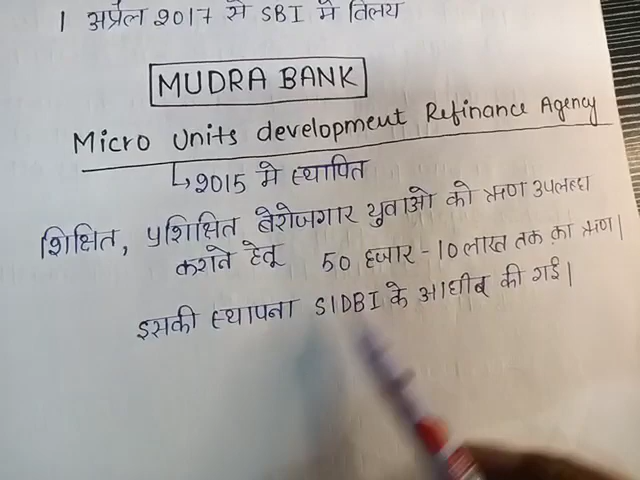 1 अप्रैल 2017 से SBI में विलय
MUDRA BANK
Micro Units development Refinance Agency
↳2015 में स्थापित
शिक्षित, प्रशिक्षित बेरोजगार युवाओ को ऋण उपलब्ध
कराने हेतू 50 हजार - 10 लाख तक का ऋण।
इसकी स्थापना SIDBI के आधीन की गई।